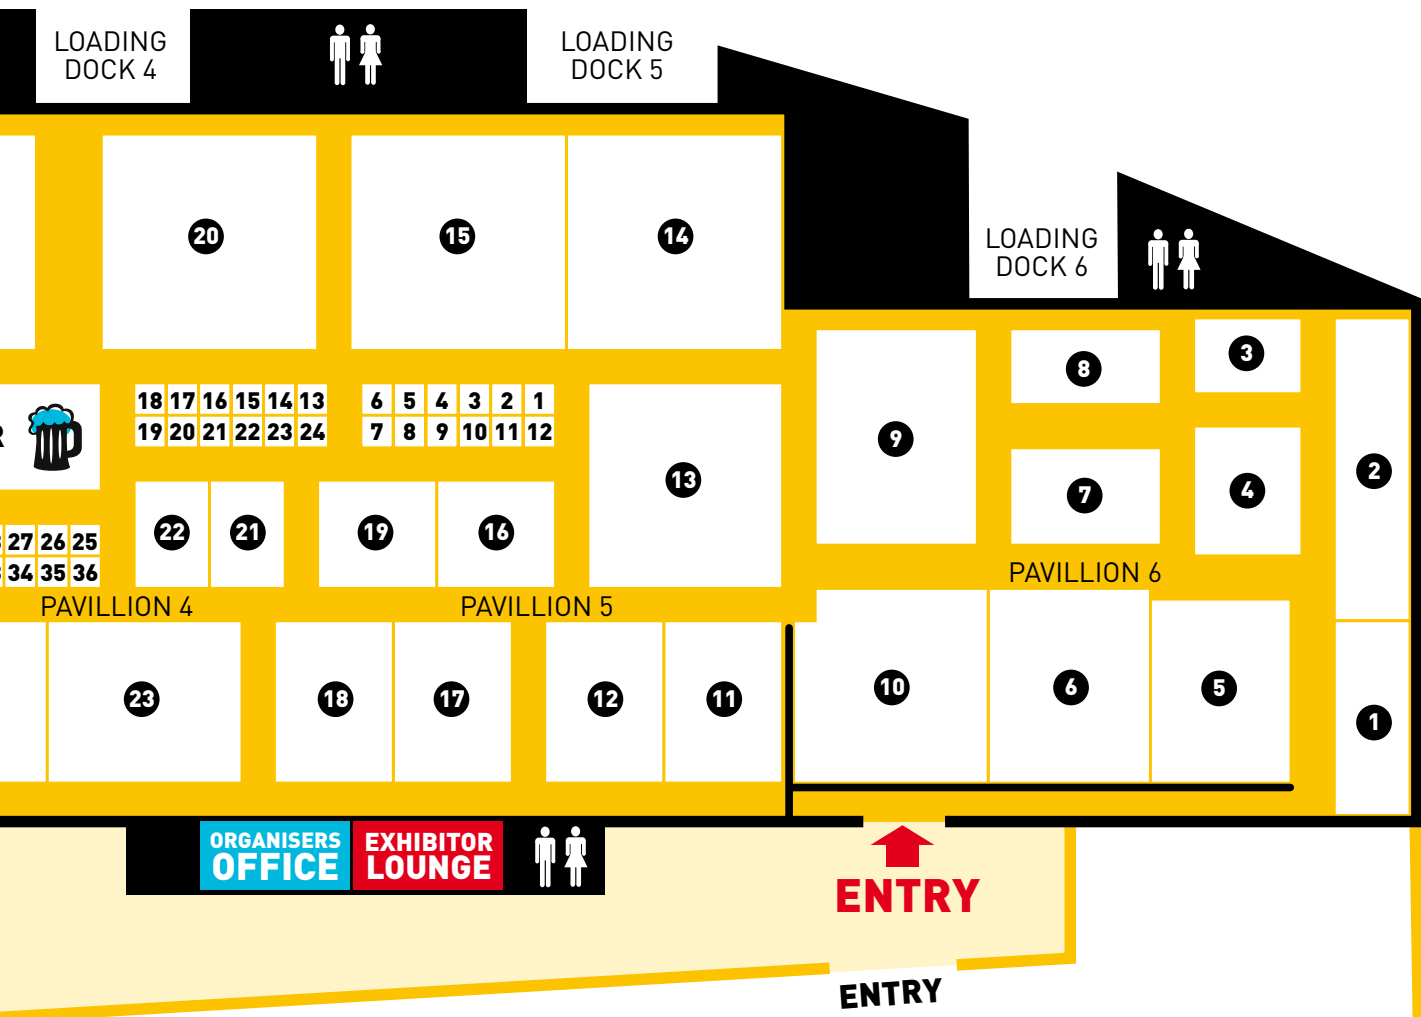 LOADING
DOCK 4
LOADING
DOCK 5
LOADING
DOCK 6
20
15
14
3
8
9
2
18 17 16 15 14 13
19 20 21 22 23 24
6 5 4 3 2 1
7 8 9 10 11 12
R
13
7
4
22
21
19
16
27 26 25
34 35 36
PAVILLION 4
PAVILLION 5
PAVILLION 6
23
18
17
12
11
10
6
5
1
ORGANISERS
OFFICE
EXHIBITOR
LOUNGE
ENTRY
ENTRY